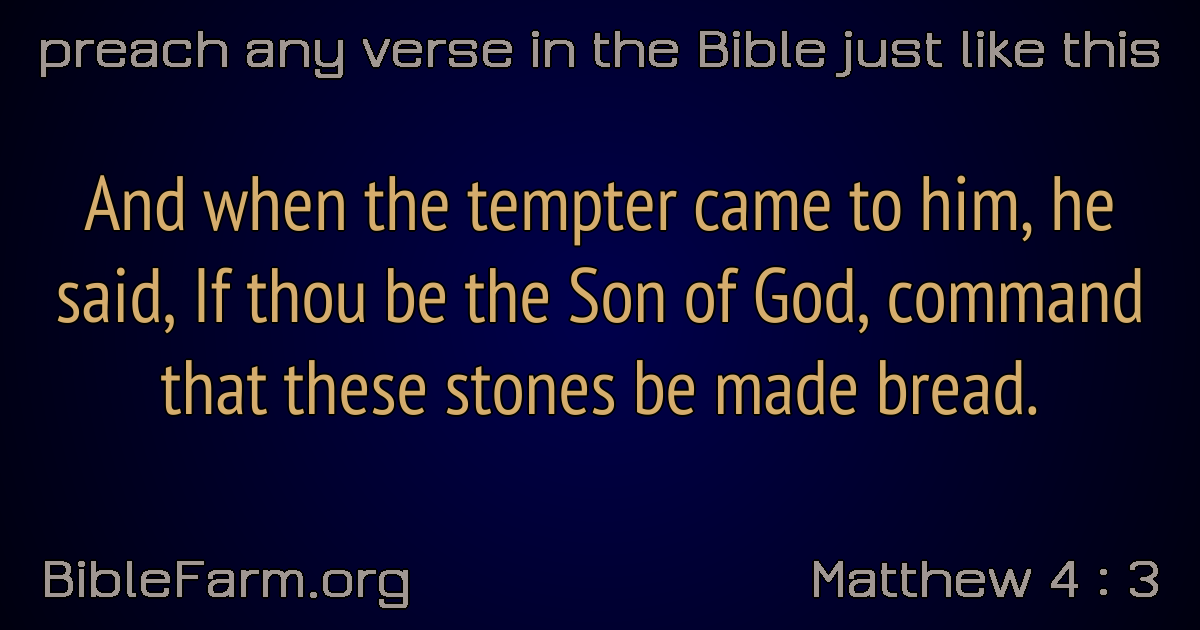 preach any verse in the Bible just like this
And when the tempter came to him, he
said, If thou be the Son of God, command
that these stones be made bread.
BibleFarm.org
Matthew 4 : 3